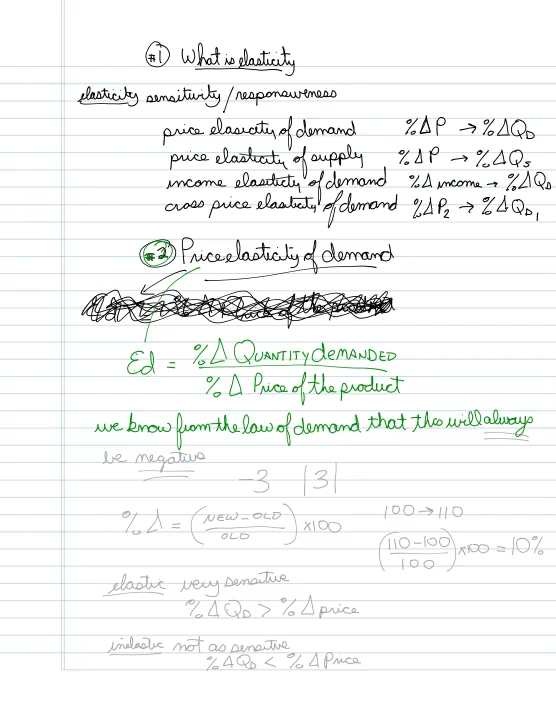 #1 What is elasticity
elasticity sensitivity/responsiveness
price elasticity of demand %ΔP → %ΔQD
price elasticity of supply %ΔP → %ΔQs
income elasticity of demand %Δ income → %ΔQD
cross price elasticity of demand %ΔP2 → %ΔQD1
#2 Price elasticity of demand
of the product
Ed = %Δ QUANTITY deMANDED
%Δ Price of the product
we know from the law of demand that this will always
be negative
-3 |3|
%Δ = (NEW-OLD / OLD) x100 100→110
(110-100 / 100) x100 = 10%
elastic very sensitive
%ΔQD > %Δ price
inelastic not as sensitive
%ΔQD < %Δ Price